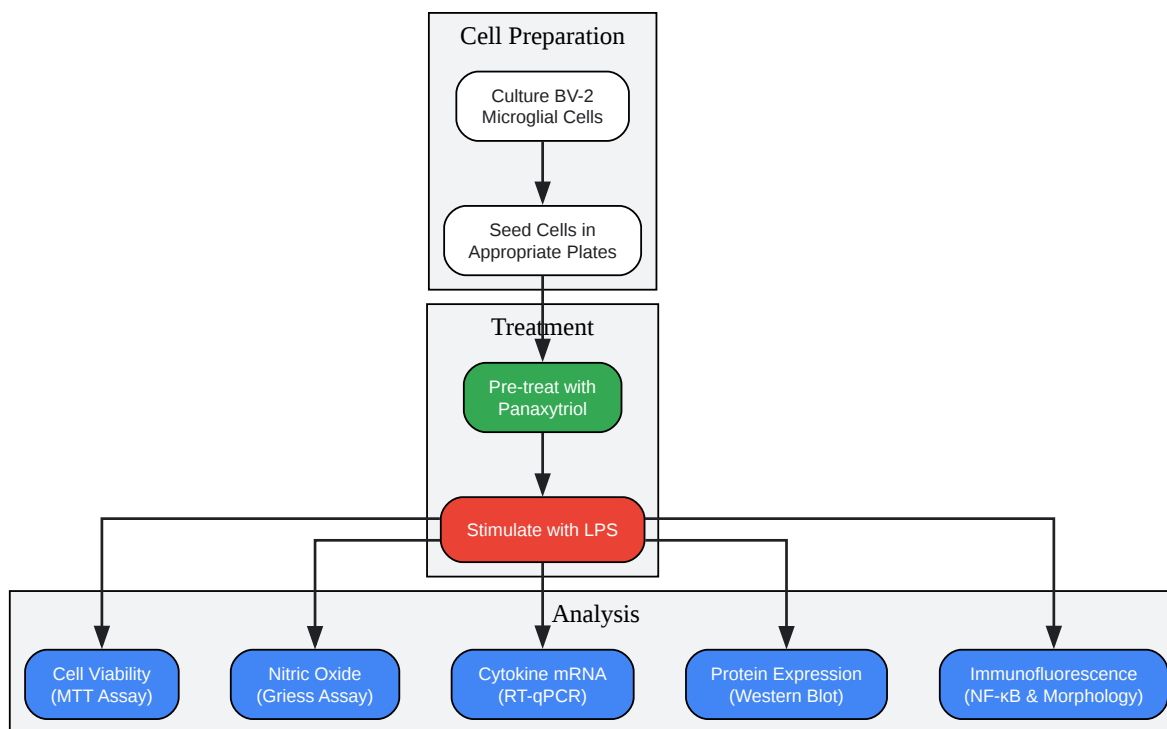 Cell Preparation
Culture BV-2
Microglial Cells
Seed Cells in
Appropriate Plates
Treatment
Pre-treat with
Panaxytriol
Stimulate with LPS
Analysis
Cell Viability
(MTT Assay)
Nitric Oxide
(Griess Assay)
Cytokine mRNA
(RT-qPCR)
Protein Expression
(Western Blot)
Immunofluorescence
(NF-κB & Morphology)